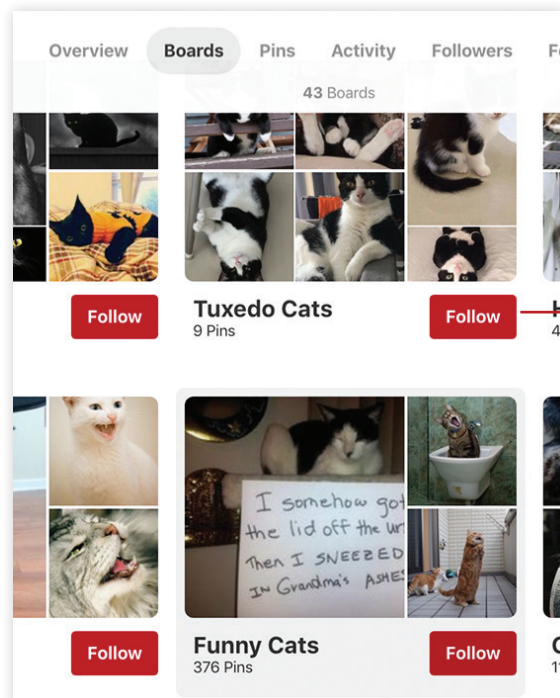 Overview Boards Pins Activity Followers
43 Boards
Follow
Tuxedo Cats
9 Pins
Follow
I somehow got
the lid off the
Then I SNEEZED
IN Grandma's ASHES
Follow
Funny Cats
376 Pins
Follow